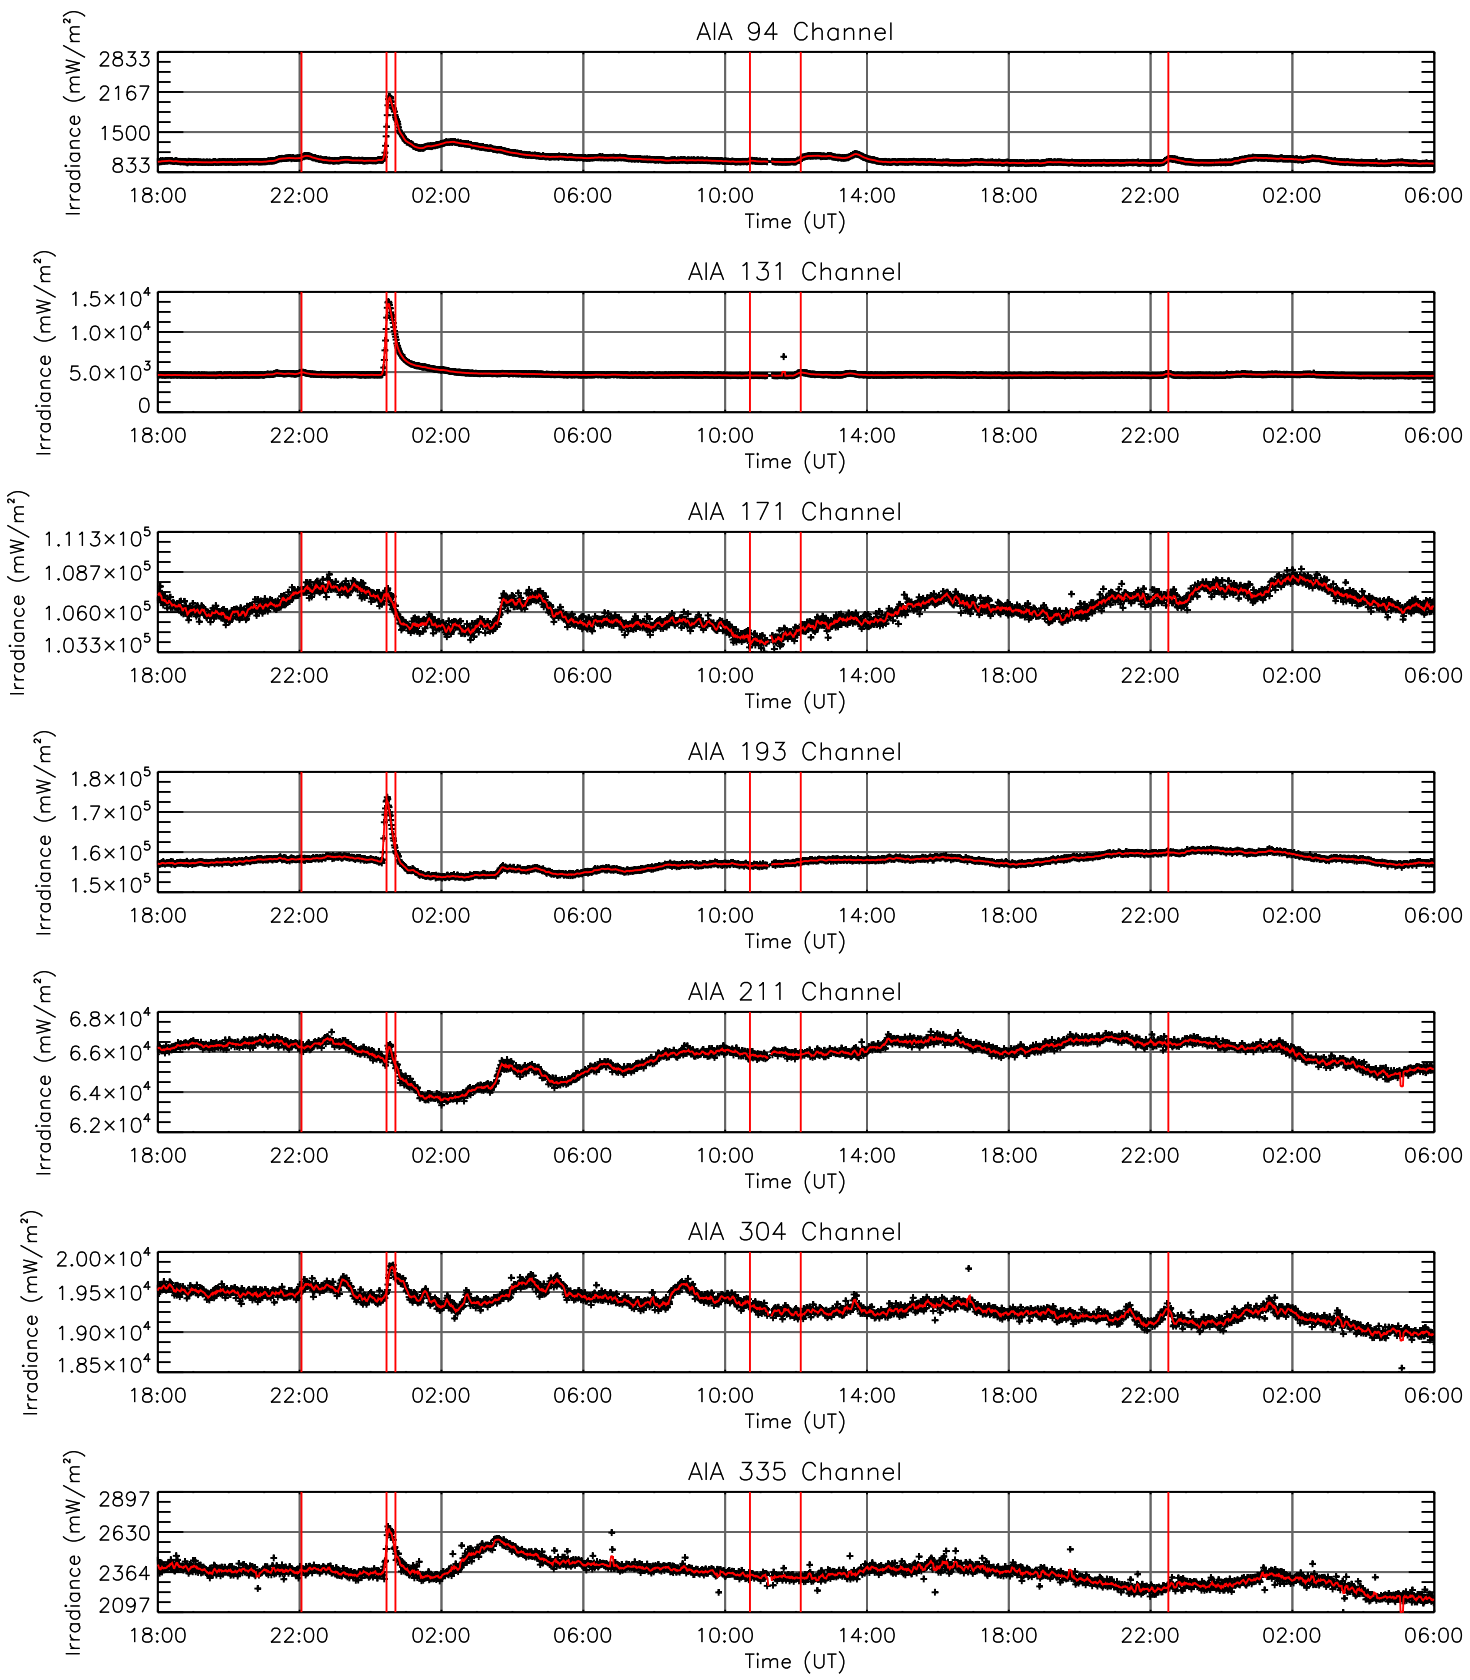 AIA 94 Channel
Irradiance (mW/m²)
2833
2167
1500
833
18:00 22:00 02:00 06:00 10:00 14:00 18:00 22:00 02:00 06:00
Time (UT)
AIA 131 Channel
Irradiance (mW/m²)
1.5×10⁴
1.0×10⁴
5.0×10³
0
18:00 22:00 02:00 06:00 10:00 14:00 18:00 22:00 02:00 06:00
Time (UT)
AIA 171 Channel
Irradiance (mW/m²)
1.113×10⁵
1.087×10⁵
1.060×10⁵
1.033×10⁵
18:00 22:00 02:00 06:00 10:00 14:00 18:00 22:00 02:00 06:00
Time (UT)
AIA 193 Channel
Irradiance (mW/m²)
1.8×10⁵
1.7×10⁵
1.6×10⁵
1.5×10⁵
18:00 22:00 02:00 06:00 10:00 14:00 18:00 22:00 02:00 06:00
Time (UT)
AIA 211 Channel
Irradiance (mW/m²)
6.8×10⁴
6.6×10⁴
6.4×10⁴
6.2×10⁴
18:00 22:00 02:00 06:00 10:00 14:00 18:00 22:00 02:00 06:00
Time (UT)
AIA 304 Channel
Irradiance (mW/m²)
2.00×10⁴
1.95×10⁴
1.90×10⁴
1.85×10⁴
18:00 22:00 02:00 06:00 10:00 14:00 18:00 22:00 02:00 06:00
Time (UT)
AIA 335 Channel
Irradiance (mW/m²)
2897
2630
2364
2097
18:00 22:00 02:00 06:00 10:00 14:00 18:00 22:00 02:00 06:00
Time (UT)